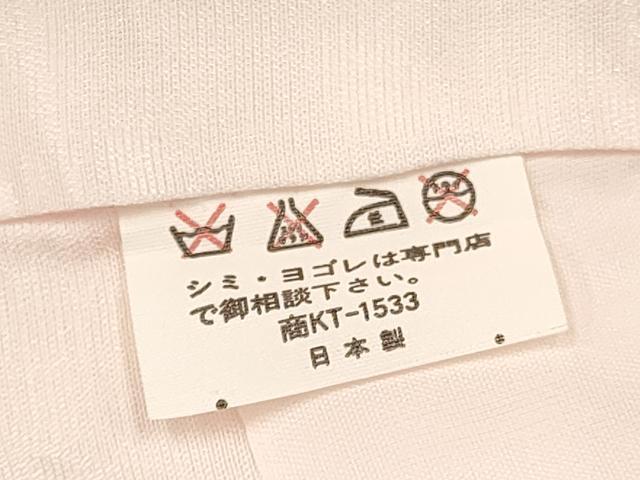 シミ・ヨゴレは専門店
で御相談下さい。
商KT-1533
日本製